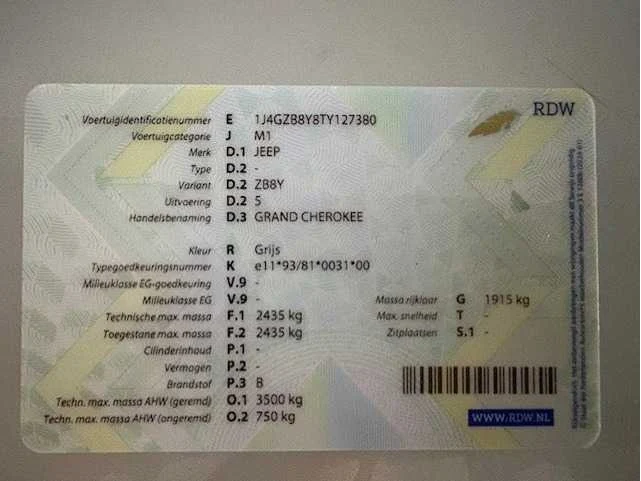 RDW
Voertuigidentificatienummer E 1J4GZB8Y8TY127380
Voertuigcategorie J M1
Merk D.1 JEEP
Type D.2 -
Variant D.2 ZB8Y
Uitvoering D.2 5
Handelsbenaming D.3 GRAND CHEROKEE
Kleur R Grijs
Typegoedkeuringsnummer K e11*93/81*0031*00
Milieuklasse EG-goedkeuring V.9 -
Milieuklasse EG V.9 - Massa rijklaar G 1915 kg
Technische max. massa F.1 2435 kg Max. snelheid T -
Toegestane max. massa F.2 2435 kg Zitplaatsen S.1 -
Cilinderinhoud P.1 -
Vermogen P.2 -
Brandstof P.3 B
Techn. max. massa AHW (geremd) O.1 3500 kg
Techn. max. massa AHW (ongeremd) O.2 750 kg
WWW.RDW.NL